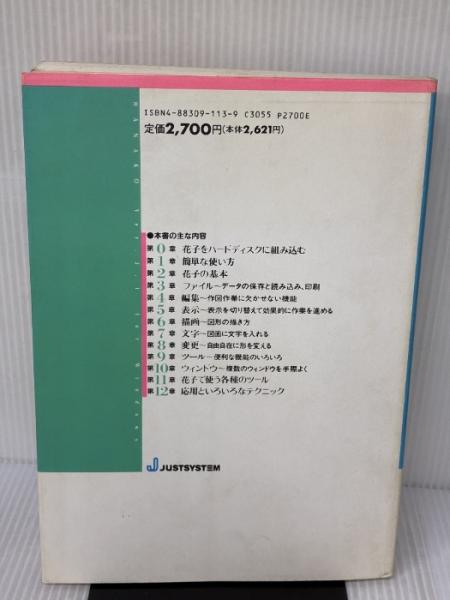 ISBN4-88309-113-9 C3055 P2700E
定価2,700円(本体2,621円)
HANAKO Ver.3.1 for Windows
●本書の主な内容
第0章 花子をハードディスクに組み込む
第1章 簡単な使い方
第2章 花子の基本
第3章 ファイル〜データの保存と読み込み、印刷
第4章 編集〜作図作業に欠かせない機能
第5章 表示〜表示を切り替えて効果的に作業を進める
第6章 描画〜図形の描き方
第7章 文字〜図面に文字を入れる
第8章 変更〜自由自在に形を変える
第9章 ツール〜便利な機能のいろいろ
第10章 ウィンドウ〜複数のウィンドウを手際よく
第11章 花子で使う各種のツール
第12章 応用といろいろなテクニック
JUSTSYSTEM